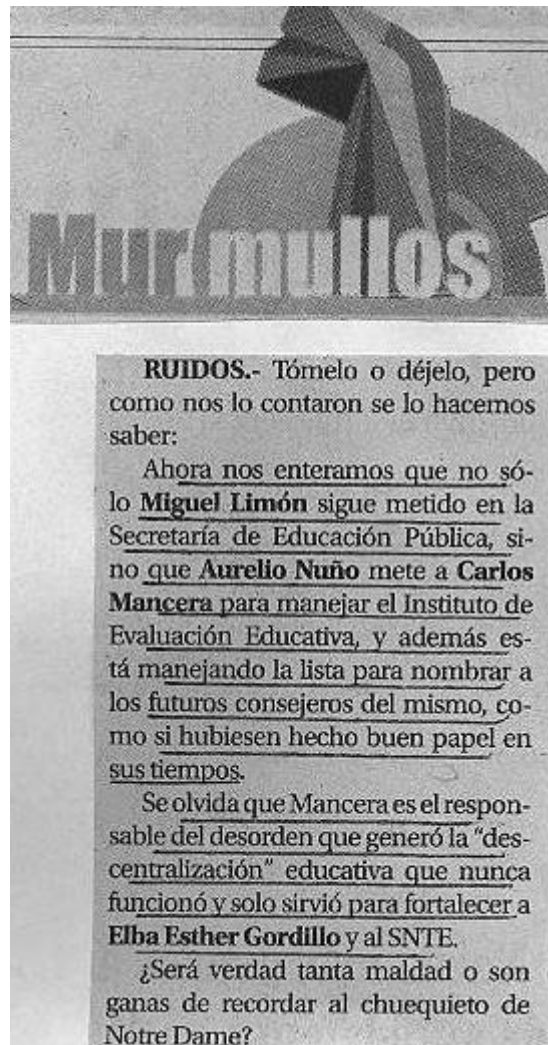 Murmullos
RUIDOS.- Tómelo o déjelo, pero
como nos lo contaron se lo hacemos
saber:
Ahora nos enteramos que no só-
lo Miguel Limón sigue metido en la
Secretaría de Educación Pública, si-
no que Aurelio Nuño mete a Carlos
Mancera para manejar el Instituto de
Evaluación Educativa, y además es-
tá manejando la lista para nombrar a
los futuros consejeros del mismo, co-
mo si hubiesen hecho buen papel en
sus tiempos.
Se olvida que Mancera es el respon-
sable del desorden que generó la "des-
centralización" educativa que nunca
funcionó y solo sirvió para fortalecer a
Elba Esther Gordillo y al SNTE.
¿Será verdad tanta maldad o son
ganas de recordar al chuequieto de
Notre Dame?